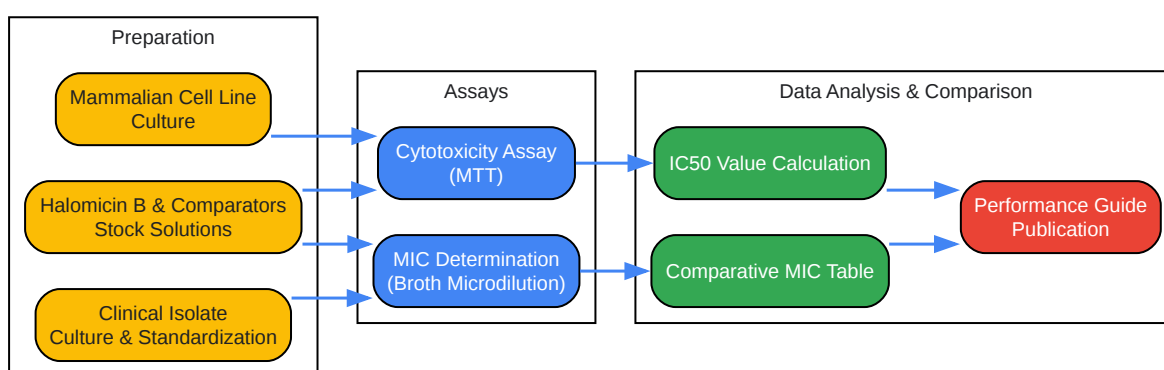 Preparation
Mammalian Cell Line
Culture
Halomicin B & Comparators
Stock Solutions
Clinical Isolate
Culture & Standardization
Assays
Cytotoxicity Assay
(MTT)
MIC Determination
(Broth Microdilution)
Data Analysis & Comparison
IC50 Value Calculation
Comparative MIC Table
Performance Guide
Publication